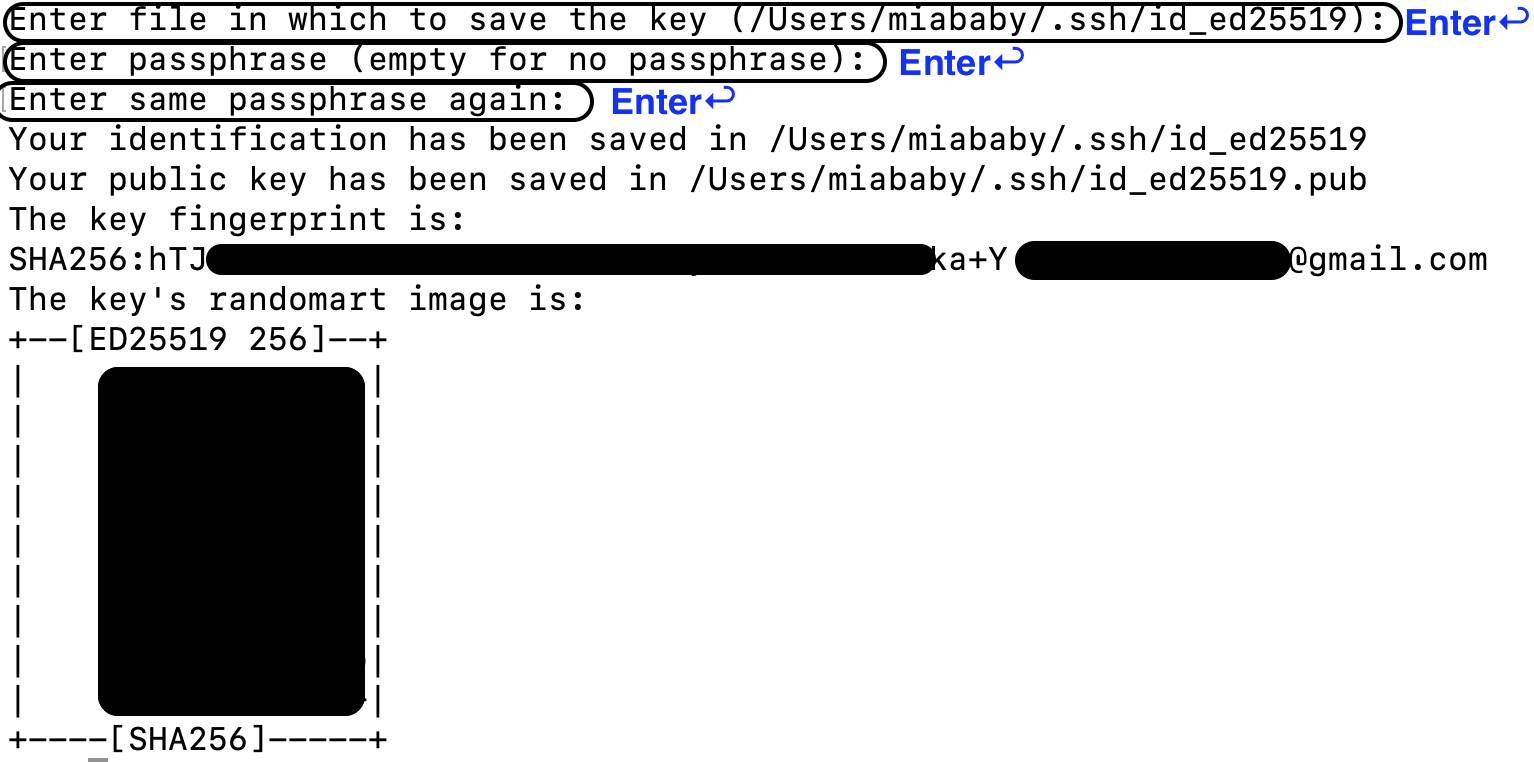 Enter file in which to save the key (/Users/miababy/.ssh/id_ed25519): Enter↩
Enter passphrase (empty for no passphrase): Enter↩
Enter same passphrase again: Enter↩
Your identification has been saved in /Users/miababy/.ssh/id_ed25519
Your public key has been saved in /Users/miababy/.ssh/id_ed25519.pub
The key fingerprint is:
SHA256:hTJ ka+Y @gmail.com
The key's randomart image is:
+--[ED25519 256]--+
| |
| |
| |
| |
| |
| |
| |
| |
| |
+----[SHA256]-----+